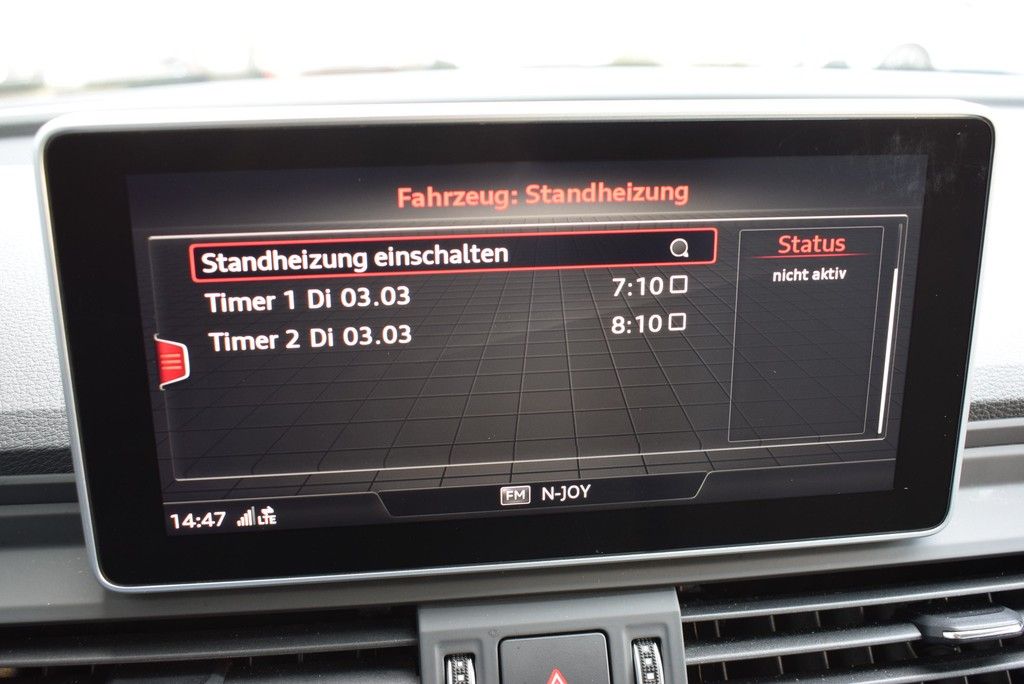 Fahrzeug: Standheizung
Standheizung einschalten
Timer 1 Di 03.03 7:10
Timer 2 Di 03.03 8:10
Status
nicht aktiv
FM N-JOY
14:47 LTE